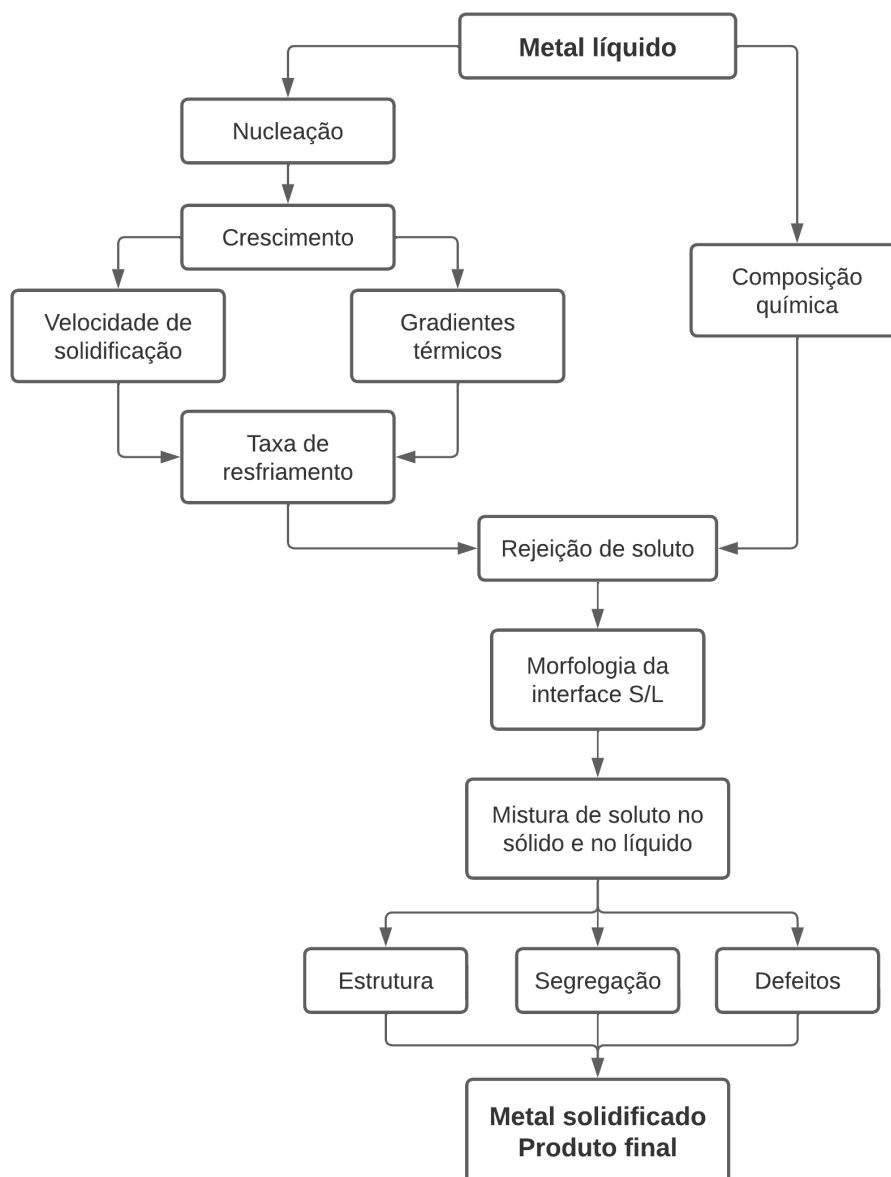 Metal líquido
Nucleação
Crescimento
Velocidade de
solidificação
Gradientes
térmicos
Composição
química
Taxa de
resfriamento
Rejeição de soluto
Morfologia da
interface S/L
Mistura de soluto no
sólido e no líquido
Estrutura
Segregação
Defeitos
Metal solidificado
Produto final